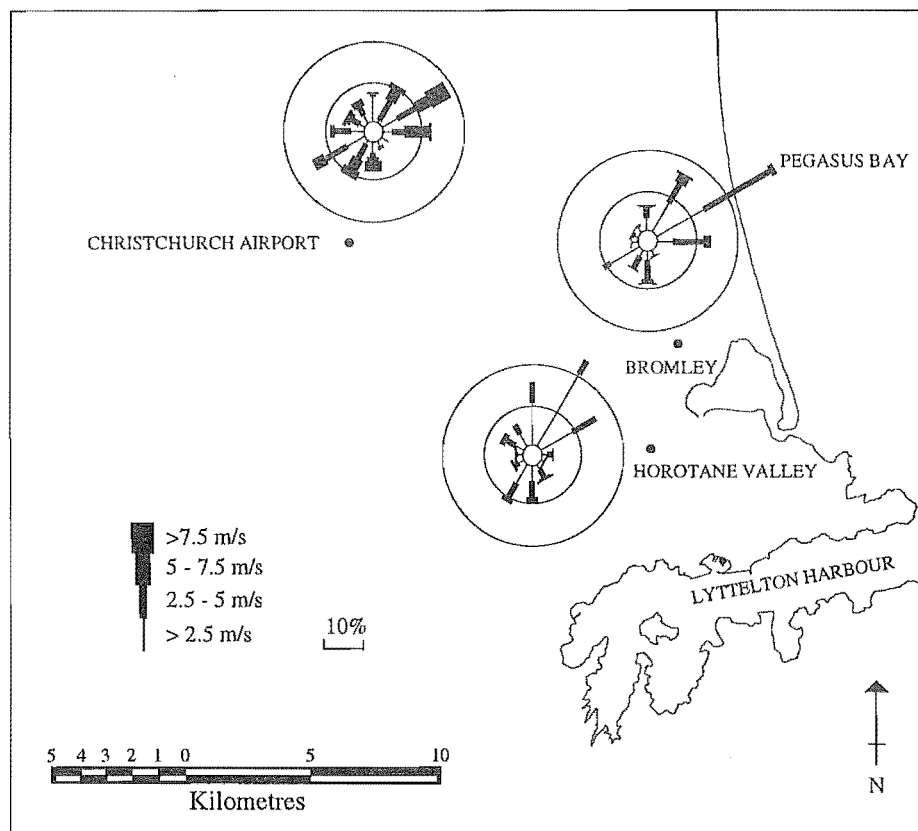 PEGASUS BAY
CHRISTCHURCH AIRPORT
BROMLEY
HOROTANE VALLEY
>7.5 m/s
5 - 7.5 m/s
2.5 - 5 m/s
> 2.5 m/s
10%
LYTTELTON HARBOUR
5 4 3 2 1 0 5 10
Kilometres
N